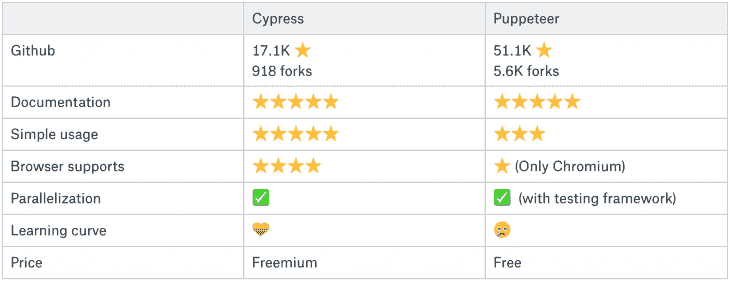 Cypress Puppeteer
Github 17.1K ⭐ 51.1K ⭐
918 forks 5.6K forks
Documentation ⭐⭐⭐⭐⭐ ⭐⭐⭐⭐⭐
Simple usage ⭐⭐⭐⭐⭐ ⭐⭐⭐
Browser supports ⭐⭐⭐⭐ ⭐ (Only Chromium)
Parallelization ✅ ✅ (with testing framework)
Learning curve 🧡 😢
Price Freemium Free